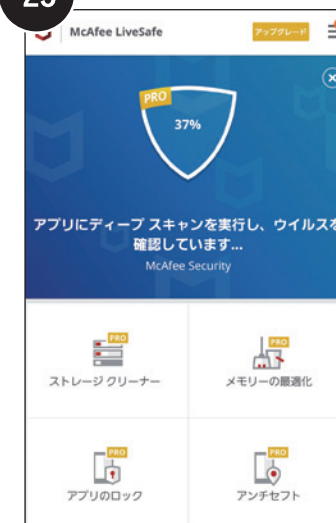 29
McAfee LiveSafe
アップグレード
PRO
37%
アプリにディープ スキャンを実行し、ウイルスを
確認しています...
McAfee Security
PRO
PRO
ストレージ クリーナー
メモリーの最適化
PRO
PRO
アプリのロック
アンチセフト